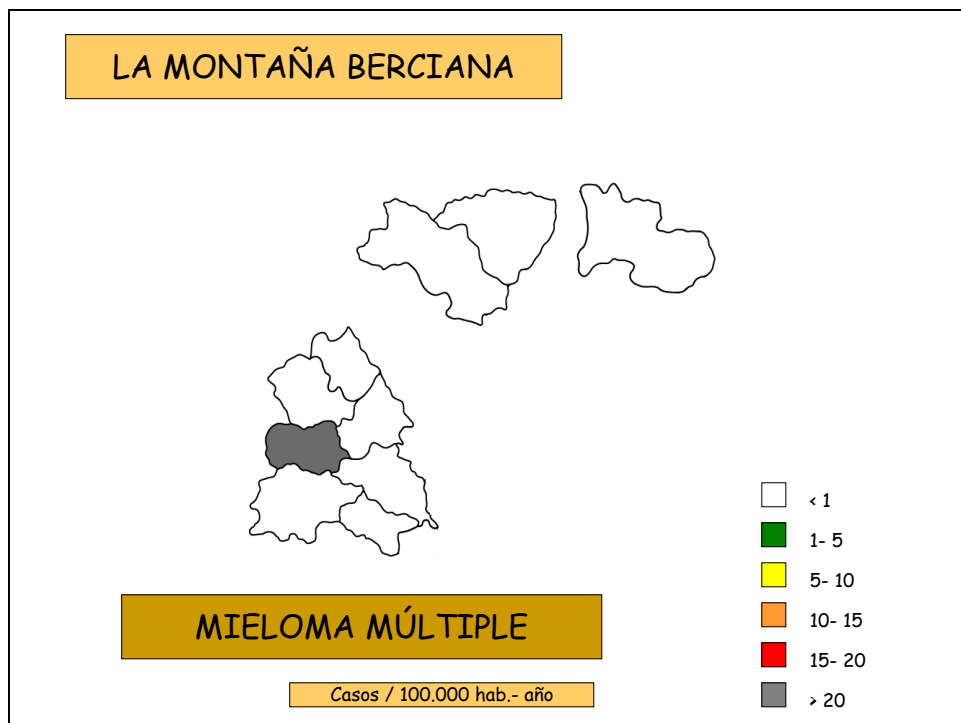 LA MONTAÑA BERCIANA
< 1
1- 5
5- 10
10- 15
15- 20
> 20
MIELOMA MÚLTIPLE
Casos / 100.000 hab.- año